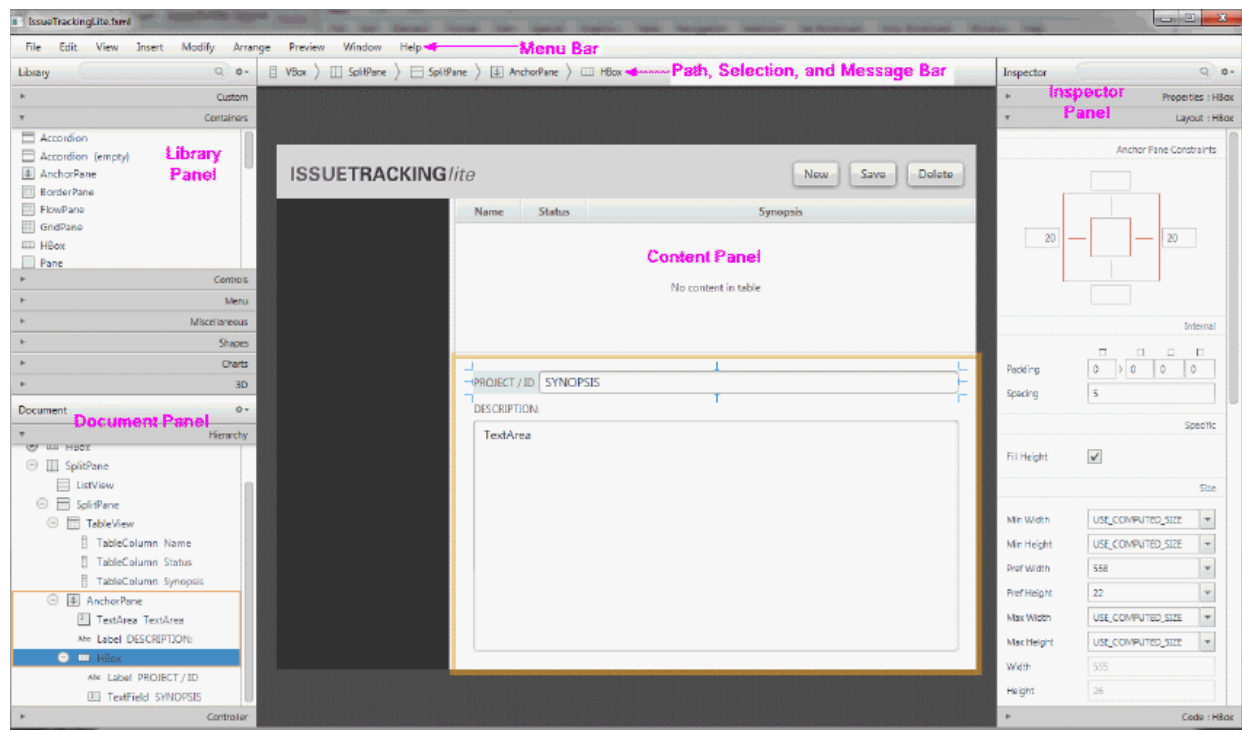 IssueTrackingLite.fxml
File Edit View Insert Modify Arrange Preview Window Help
Menu Bar
Library
VBox SplitPane SplitPane AnchorPane HBox
Path, Selection, and Message Bar
Inspector
Custom
Containers
Accordion
Accordion (empty)
AnchorPane
BorderPane
FlowPane
GridPane
HBox
Pane
Library
Panel
Controls
Menu
Miscellaneous
Shapes
Charts
3D
Document
Document Panel
Hierarchy
HBox
SplitPane
ListView
SplitPane
TableView
TableColumn Name
TableColumn Status
TableColumn Synopsis
AnchorPane
TextArea TextArea
Abc Label DESCRIPTION:
HBox
Abc Label PROJECT / ID
TextField SYNOPSIS
Controller
ISSUETRACKINGlite
New Save Delete
Name Status Synopsis
Content Panel
No content in table
PROJECT / ID SYNOPSIS
DESCRIPTION:
TextArea
Inspector
Panel
Properties : HBox
Layout : HBox
Anchor Pane Constraints
20 20
Internal
Padding 0 0 0 0
Spacing 5
Specific
Fill Height
Size
Min Width USE_COMPUTED_SIZE
Min Height USE_COMPUTED_SIZE
Pref Width 558
Pref Height 22
Max Width USE_COMPUTED_SIZE
Max Height USE_COMPUTED_SIZE
Width 555
Height 26
Code : HBox